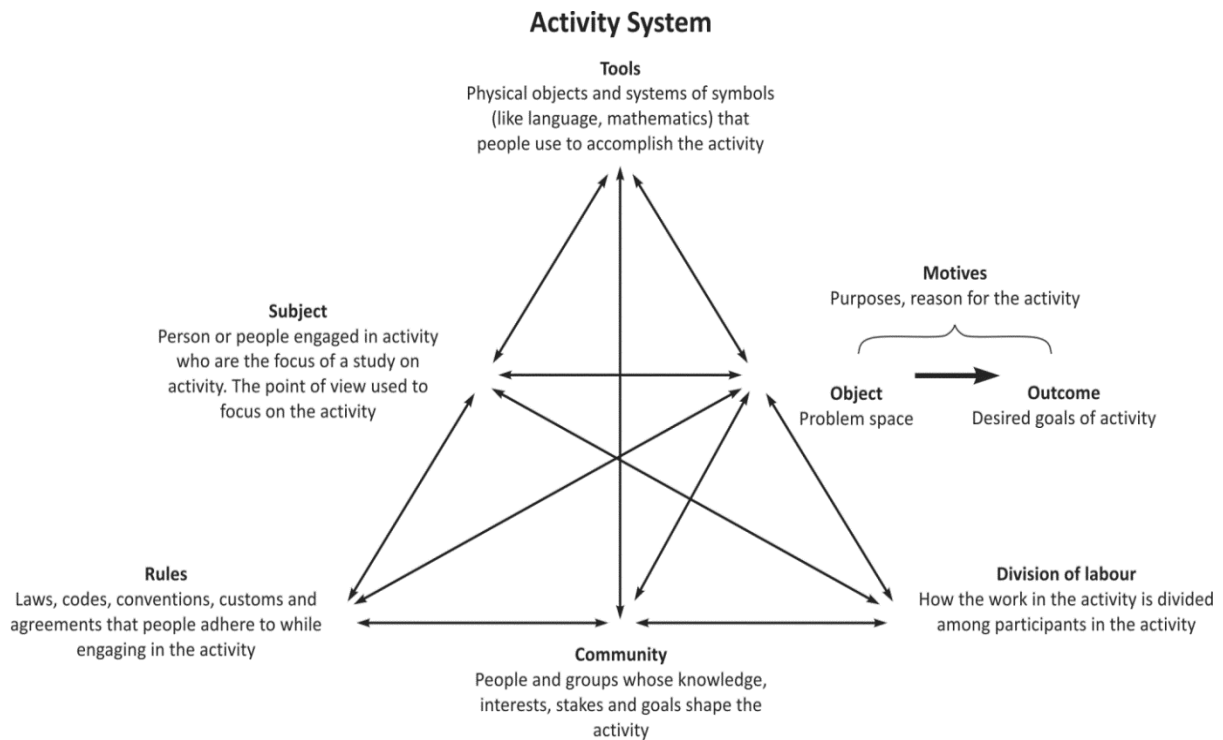 Activity System
Tools
Physical objects and systems of symbols
(like language, mathematics) that
people use to accomplish the activity
Motives
Purposes, reason for the activity
Subject
Person or people engaged in activity
who are the focus of a study on
activity. The point of view used to
focus on the activity
Object
Problem space
Outcome
Desired goals of activity
Rules
Laws, codes, conventions, customs and
agreements that people adhere to while
engaging in the activity
Community
People and groups whose knowledge,
interests, stakes and goals shape the
activity
Division of labour
How the work in the activity is divided
among participants in the activity